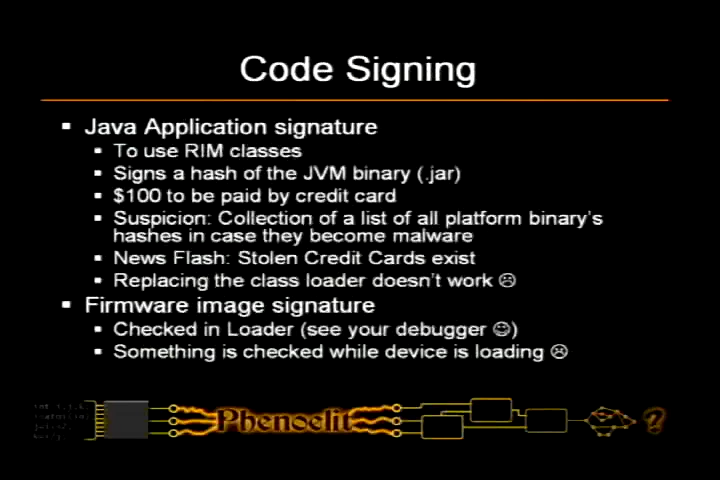 Code Signing
▪ Java Application signature
▪ To use RIM classes
▪ Signs a hash of the JVM binary (.jar)
▪ $100 to be paid by credit card
▪ Suspicion: Collection of a list of all platform binary's
hashes in case they become malware
▪ News Flash: Stolen Credit Cards exist
▪ Replacing the class loader doesn't work ☹
▪ Firmware image signature
▪ Checked in Loader (see your debugger ☺)
▪ Something is checked while device is loading ☹
Phenoelit ?